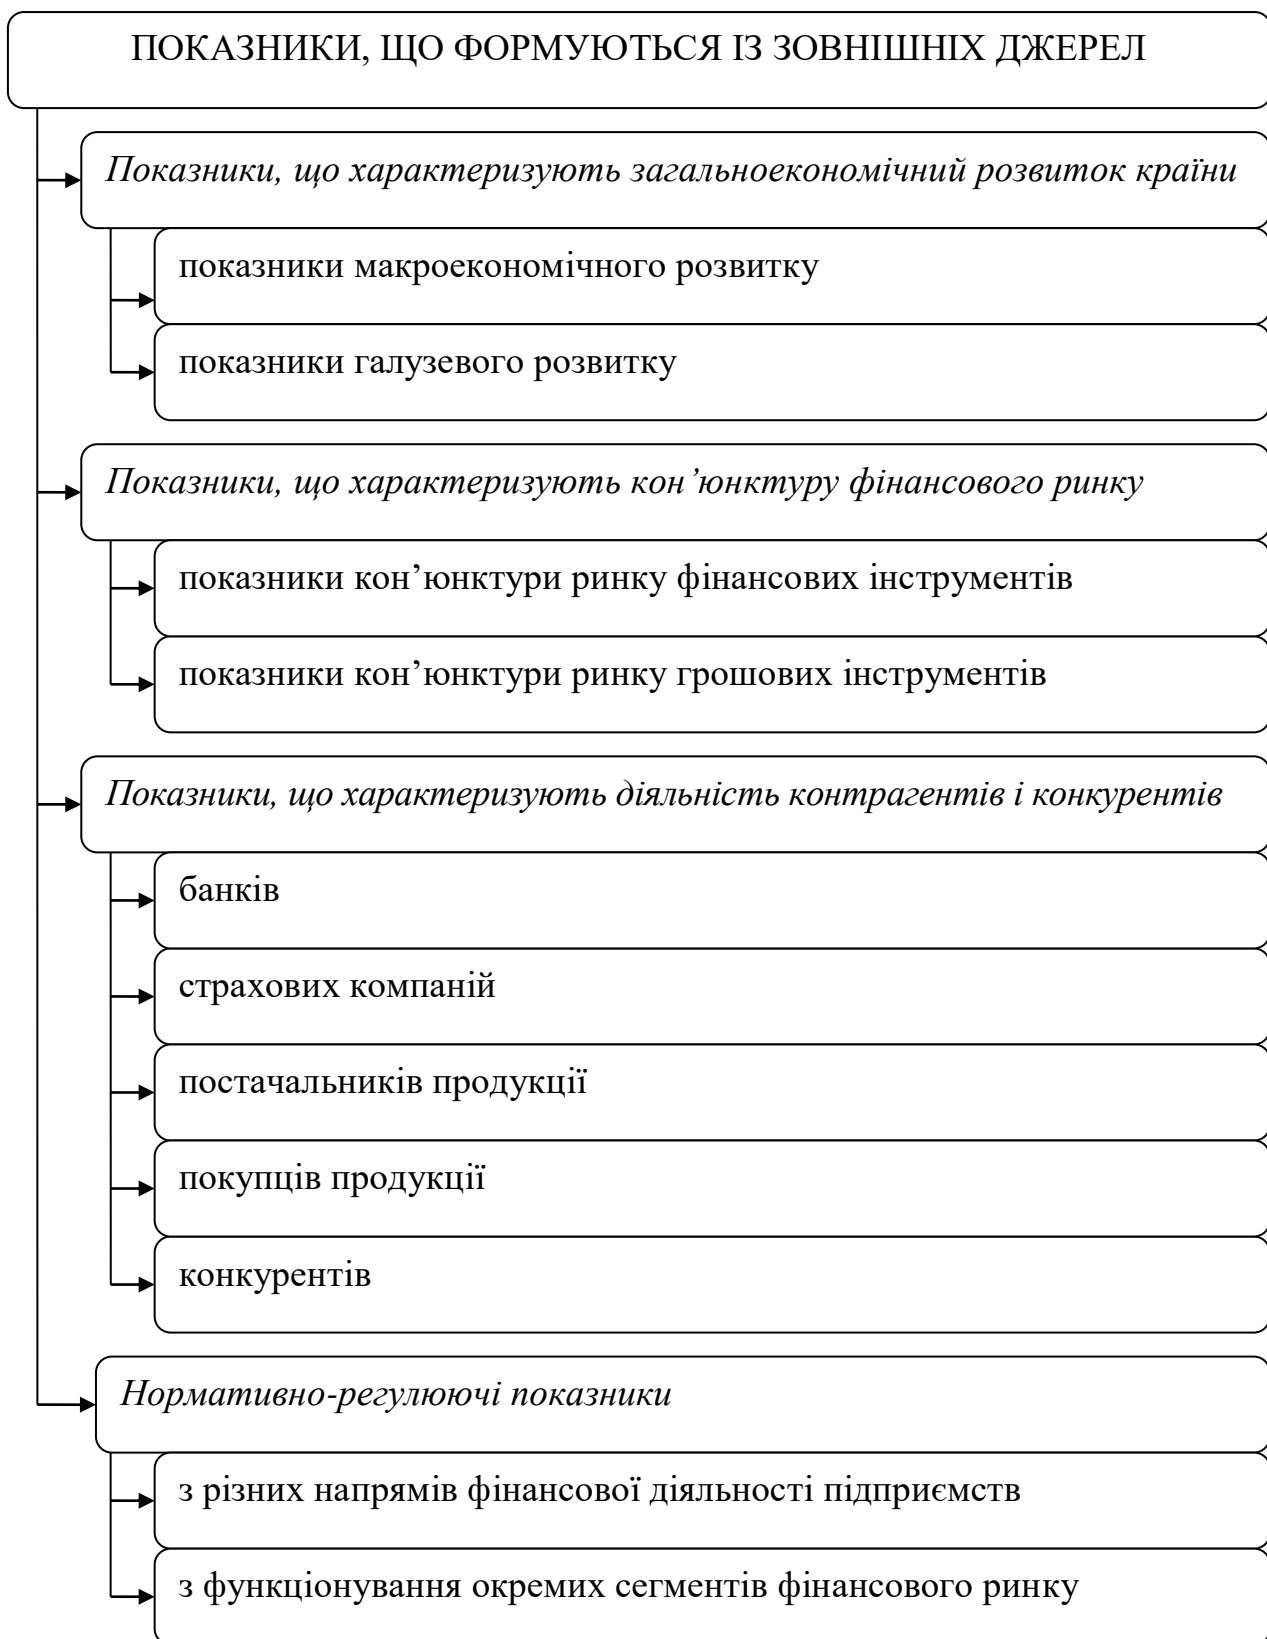 ПОКАЗНИКИ, ЩО ФОРМУЮТЬСЯ ІЗ ЗОВНІШНІХ ДЖЕРЕЛ
Показники, що характеризують загальноекономічний розвиток країни
показники макроекономічного розвитку
показники галузевого розвитку
Показники, що характеризують кон’юнктуру фінансового ринку
показники кон’юнктури ринку фінансових інструментів
показники кон’юнктури ринку грошових інструментів
Показники, що характеризують діяльність контрагентів і конкурентів
банків
страхових компаній
постачальників продукції
покупців продукції
конкурентів
Нормативно-регулюючі показники
з різних напрямів фінансової діяльності підприємств
з функціонування окремих сегментів фінансового ринку